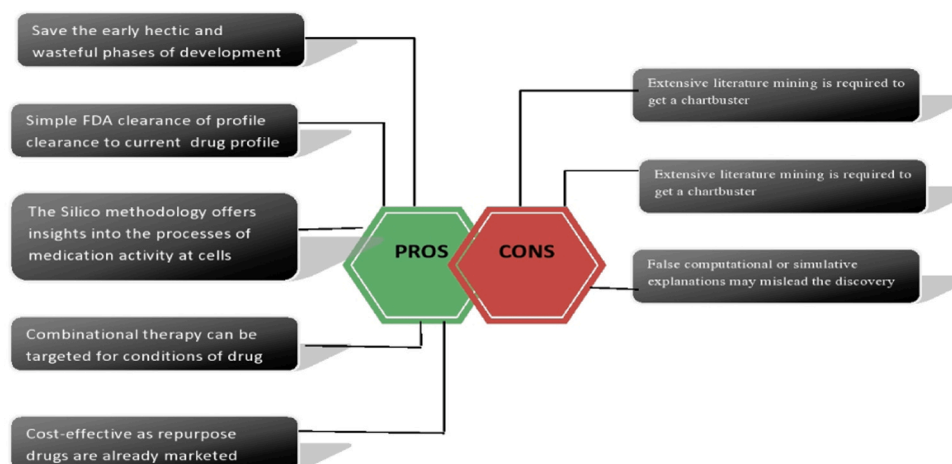 Save the early hectic and
wasteful phases of development
Simple FDA clearance of profile
clearance to current drug profile
The Silico methodology offers
insights into the processes of
medication activity at cells
Combinational therapy can be
targeted for conditions of drug
Cost-effective as repurpose
drugs are already marketed
PROS
CONS
Extensive literature mining is required to
get a chartbuster
Extensive literature mining is required to
get a chartbuster
False computational or simulative
explanations may mislead the discovery